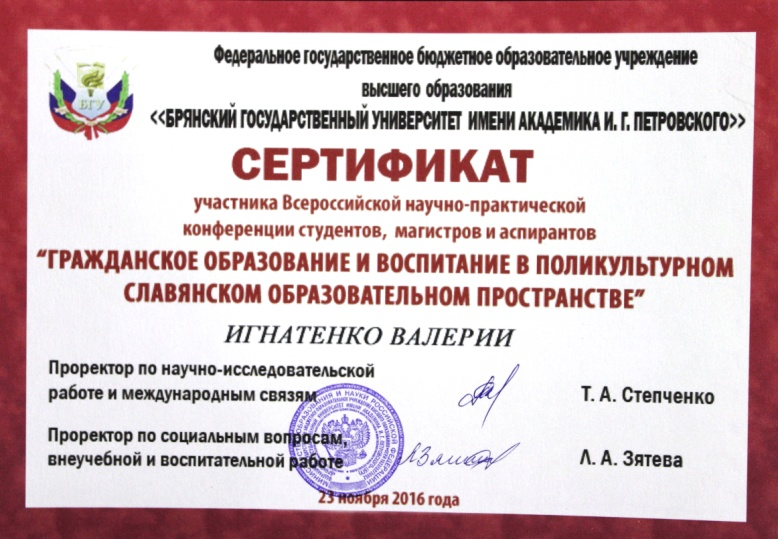 Федеральное государственное бюджетное образовательное учреждение
высшего образования
<<БРЯНСКИЙ ГОСУДАРСТВЕННЫЙ УНИВЕРСИТЕТ ИМЕНИ АКАДЕМИКА И. Г. ПЕТРОВСКОГО>>
БГУ
СЕРТИФИКАТ
участника Всероссийской научно-практической
конференции студентов, магистров и аспирантов
"ГРАЖДАНСКОЕ ОБРАЗОВАНИЕ И ВОСПИТАНИЕ В ПОЛИКУЛЬТУРНОМ
СЛАВЯНСКОМ ОБРАЗОВАТЕЛЬНОМ ПРОСТРАНСТВЕ"
ИГНАТЕНКО ВАЛЕРИИ
Проректор по научно-исследовательской
работе и международным связям
Т. А. Степченко
Проректор по социальным вопросам,
внеучебной и воспитательной работе
Л. А. Зятева
23 ноября 2016 года